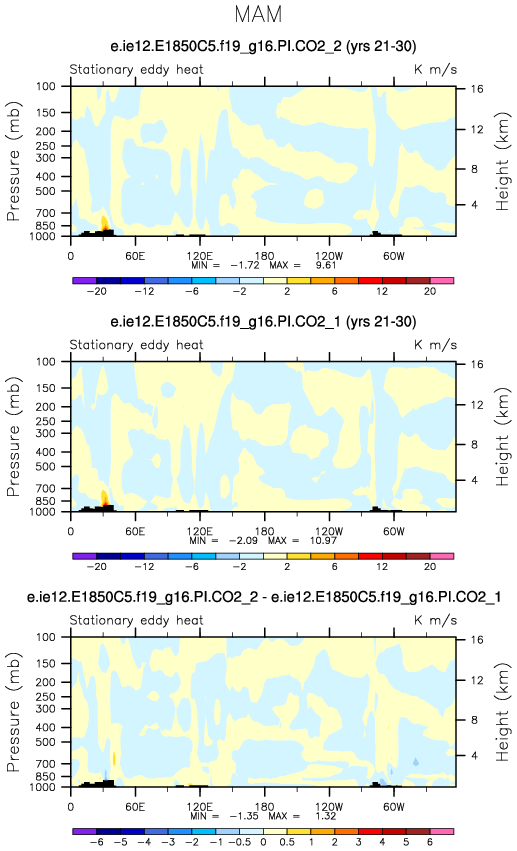 MAM
e.ie12.E1850C5.f19_g16.PI.CO2_2 (yrs 21-30)
Stationary eddy heat K m/s
Pressure (mb)
100
150
200
250
300
400
500
700
850
1000
16
12
8
4
Height (km)
0 60E 120E 180 120W 60W
MIN = -1.72 MAX = 9.61
-20 -12 -6 -2 2 6 12 20
e.ie12.E1850C5.f19_g16.PI.CO2_1 (yrs 21-30)
Stationary eddy heat K m/s
Pressure (mb)
100
150
200
250
300
400
500
700
850
1000
16
12
8
4
Height (km)
0 60E 120E 180 120W 60W
MIN = -2.09 MAX = 10.97
-20 -12 -6 -2 2 6 12 20
e.ie12.E1850C5.f19_g16.PI.CO2_2 - e.ie12.E1850C5.f19_g16.PI.CO2_1
Stationary eddy heat K m/s
Pressure (mb)
100
150
200
250
300
400
500
700
850
1000
16
12
8
4
Height (km)
0 60E 120E 180 120W 60W
MIN = -1.35 MAX = 1.32
-6 -5 -4 -3 -2 -1 -0.5 0 0.5 1 2 3 4 5 6